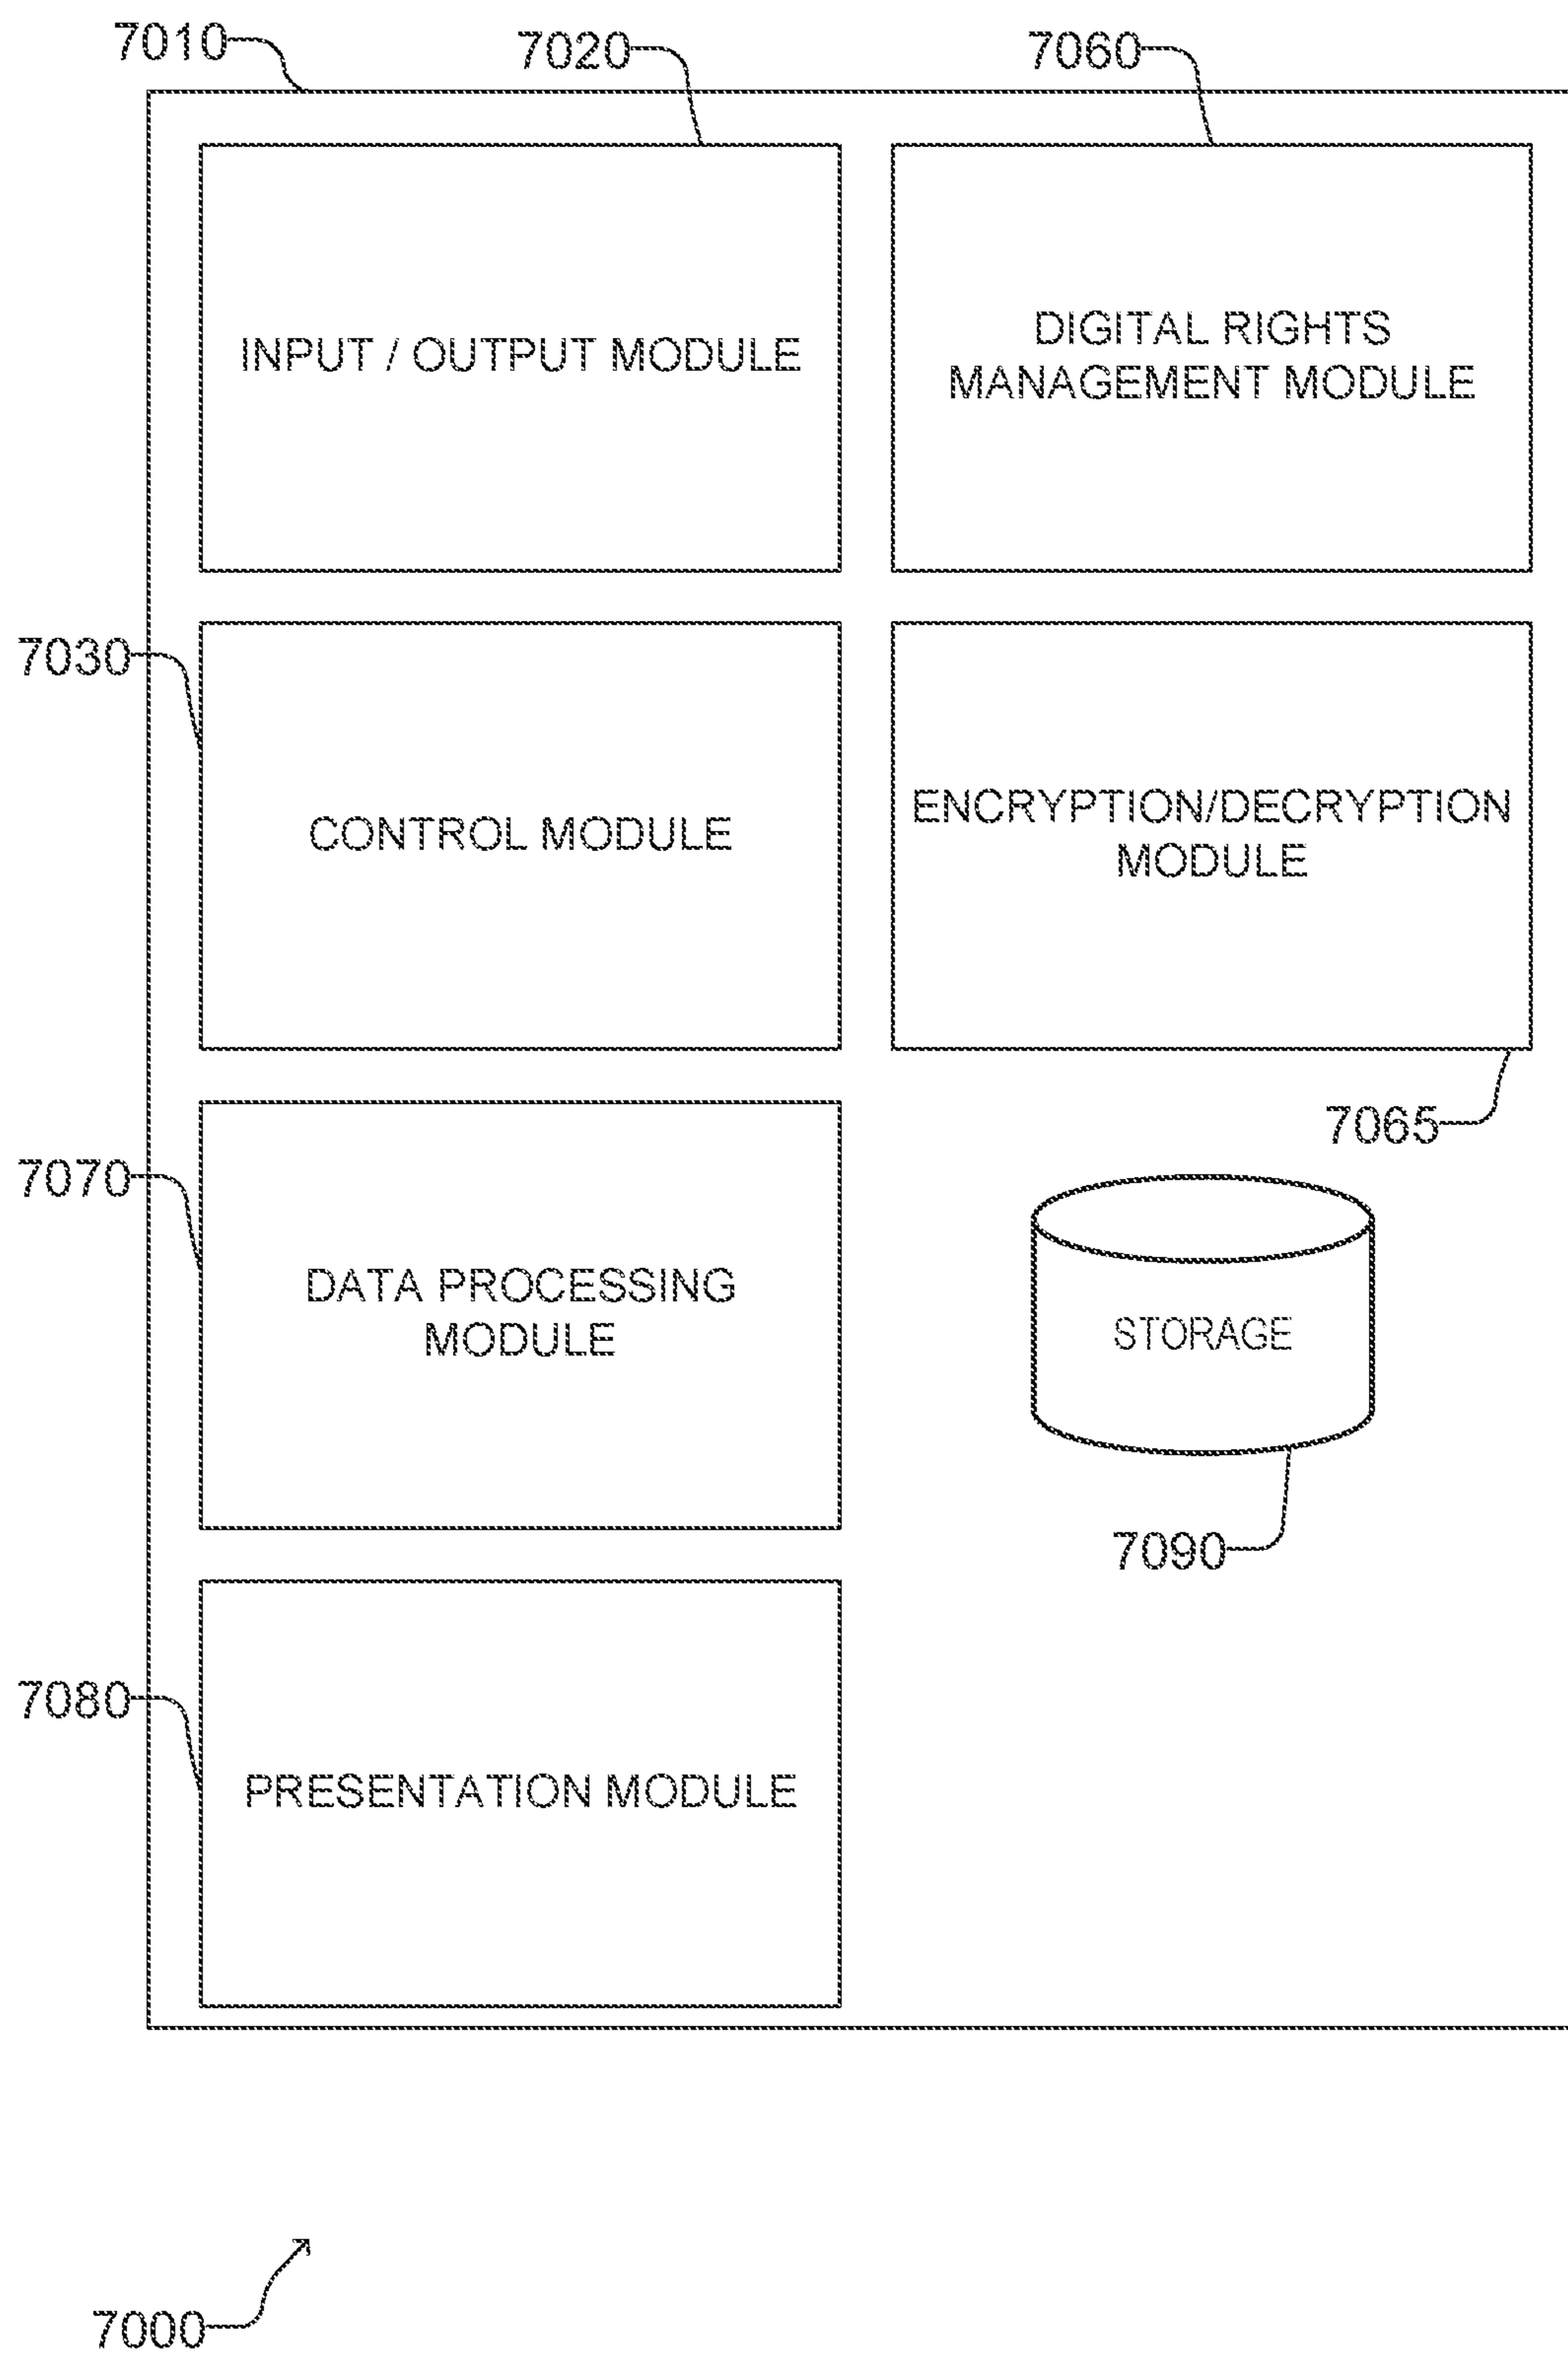 7010
7020
7060
INPUT / OUTPUT MODULE
DIGITAL RIGHTS
MANAGEMENT MODULE
7030
CONTROL MODULE
ENCRYPTION/DECRYPTION
MODULE
7065
7070
DATA PROCESSING
MODULE
STORAGE
7090
7080
PRESENTATION MODULE
7000